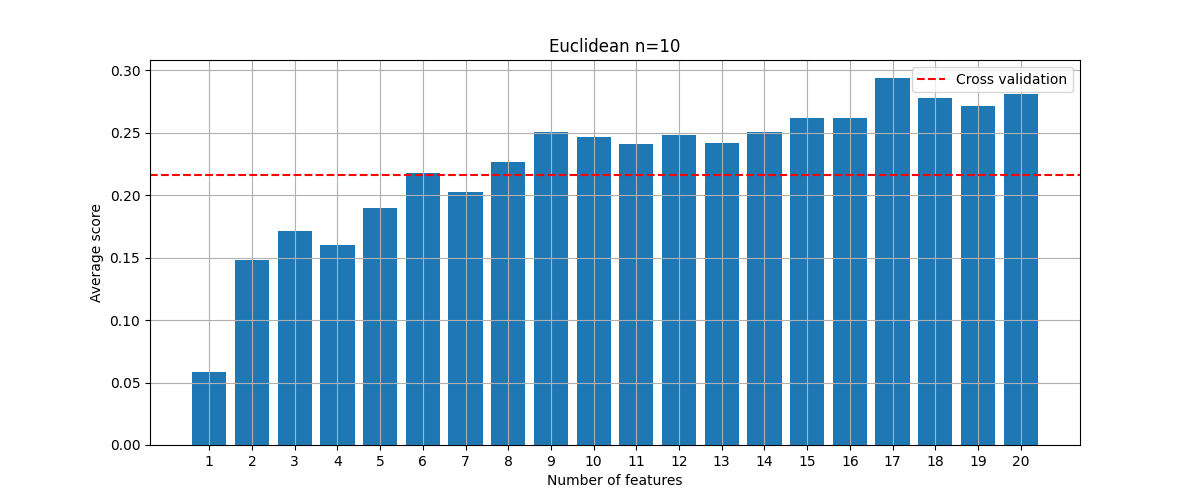 Euclidean n=10
Cross validation
0.30
0.25
0.20
0.15
0.10
0.05
0.00
Average score
1 2 3 4 5 6 7 8 9 10 11 12 13 14 15 16 17 18 19 20
Number of features